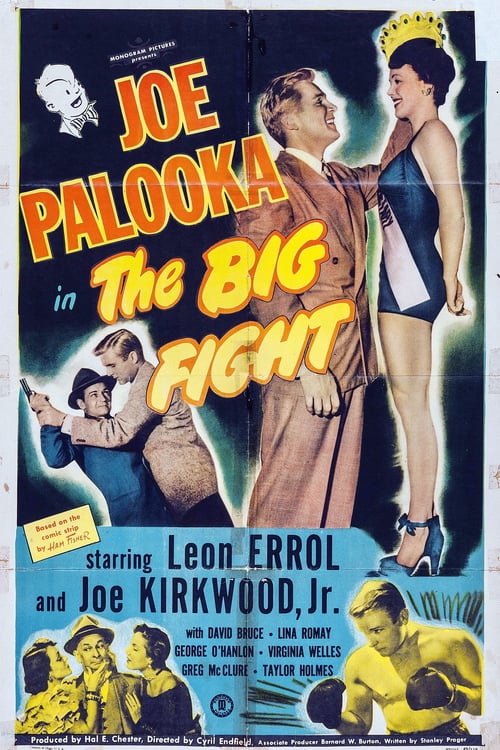 MONOGRAM PICTURES
presents
JOE
PALOOKA
in THE BIG
FIGHT
Based on the
comic strip
by HAM FISHER
starring Leon ERROL
and Joe KIRKWOOD, Jr.
with DAVID BRUCE • LINA ROMAY
GEORGE O'HANLON • VIRGINIA WELLES
GREG McCLURE • TAYLOR HOLMES
Produced by Hal E. Chester, Directed by Cyril Endfield, Associate Producer Bernard W. Burton, Written by Stanley Prager